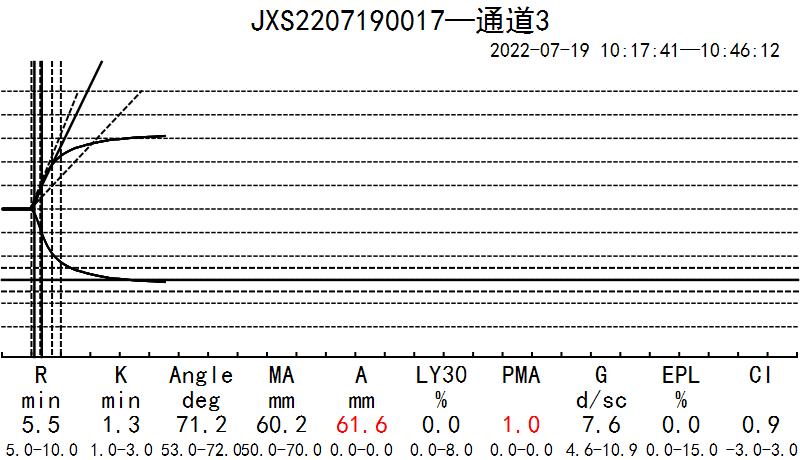 JXS2207190017—通道3
2022-07-19 10:17:41—10:46:12
R K Angle MA A LY30 PMA G EPL CI
min min deg mm mm % d/sc %
5.5 1.3 71.2 60.2 61.6 0.0 1.0 7.6 0.0 0.9
5.0-10.0 1.0-3.0 53.0-72.0 50.0-70.0 0.0-0.0 0.0-8.0 0.0-0.0 4.6-10.9 0.0-15.0 -3.0-3.0